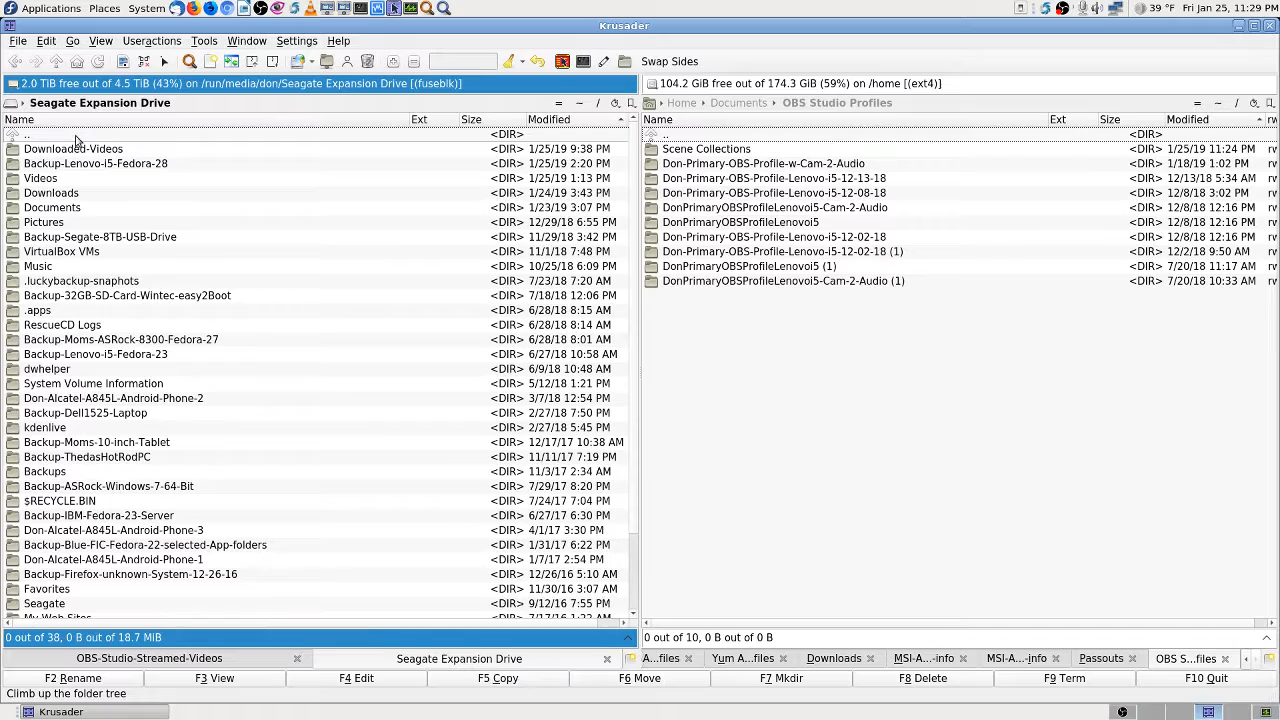 Applications Places System 39 °F Fri Jan 25, 11:29 PM
Krusader
File Edit Go View Useractions Tools Window Settings Help
Swap Sides
2.0 TiB free out of 4.5 TiB (43%) on /run/media/don/Seagate Expansion Drive [(fuseblk)]
104.2 GiB free out of 174.3 GiB (59%) on /home [(ext4)]
Seagate Expansion Drive = ~ /
Home Documents OBS Studio Profiles = ~ /
Name Ext Size Modified
.. <DIR>
Downloaded-Videos <DIR> 1/25/19 9:38 PM
Backup-Lenovo-i5-Fedora-28 <DIR> 1/25/19 2:20 PM
Videos <DIR> 1/25/19 1:13 PM
Downloads <DIR> 1/24/19 3:43 PM
Documents <DIR> 1/23/19 3:07 PM
Pictures <DIR> 12/29/18 6:55 PM
Backup-Segate-8TB-USB-Drive <DIR> 11/29/18 3:42 PM
VirtualBox VMs <DIR> 11/1/18 7:48 PM
Music <DIR> 10/25/18 6:09 PM
.luckybackup-snaphots <DIR> 7/23/18 7:20 AM
Backup-32GB-SD-Card-Wintec-easy2Boot <DIR> 7/18/18 12:06 PM
.apps <DIR> 6/28/18 8:15 AM
RescueCD Logs <DIR> 6/28/18 8:14 AM
Backup-Moms-ASRock-8300-Fedora-27 <DIR> 6/28/18 8:01 AM
Backup-Lenovo-i5-Fedora-23 <DIR> 6/27/18 10:58 AM
dwhelper <DIR> 6/9/18 10:48 AM
System Volume Information <DIR> 5/12/18 1:21 PM
Don-Alcatel-A845L-Android-Phone-2 <DIR> 3/7/18 12:54 PM
Backup-Dell1525-Laptop <DIR> 2/27/18 7:50 PM
kdenlive <DIR> 2/28/18 5:45 PM
Backup-Moms-10-inch-Tablet <DIR> 12/17/17 10:38 AM
Backup-ThedasHotRodPC <DIR> 11/11/17 7:19 PM
Backups <DIR> 11/3/17 2:34 AM
Backup-ASRock-Windows-7-64-Bit <DIR> 7/29/17 8:20 PM
$RECYCLE.BIN <DIR> 7/24/17 7:04 PM
Backup-IBM-Fedora-23-Server <DIR> 6/27/17 6:30 PM
Don-Alcatel-A845L-Android-Phone-3 <DIR> 4/1/17 3:30 PM
Backup-Blue-FIC-Fedora-22-selected-App-folders <DIR> 1/31/17 6:22 PM
Don-Alcatel-A845L-Android-Phone-1 <DIR> 1/7/17 2:54 PM
Backup-Firefox-unknown-System-12-26-16 <DIR> 12/26/16 5:10 AM
Favorites <DIR> 11/30/16 3:07 AM
Seagate <DIR> 9/12/16 7:55 PM
My Web Sites <DIR> 7/17/16 1:22 AM
Name Ext Size Modified rw
.. <DIR>
Scene Collections <DIR> 1/25/19 11:24 PM rw
Don-Primary-OBS-Profile-w-Cam-2-Audio <DIR> 1/18/19 1:02 PM rw
Don-Primary-OBS-Profile-Lenovo-i5-12-13-18 <DIR> 12/13/18 5:34 AM rw
Don-Primary-OBS-Profile-Lenovo-i5-12-08-18 <DIR> 12/8/18 3:02 PM rw
DonPrimaryOBSProfileLenovoi5-Cam-2-Audio <DIR> 12/8/18 12:16 PM rw
DonPrimaryOBSProfileLenovoi5 <DIR> 12/8/18 12:16 PM rw
Don-Primary-OBS-Profile-Lenovo-i5-12-02-18 <DIR> 12/8/18 12:16 PM rw
Don-Primary-OBS-Profile-Lenovo-i5-12-02-18 (1) <DIR> 12/2/18 9:50 AM rw
DonPrimaryOBSProfileLenovoi5 (1) <DIR> 7/20/18 11:17 AM rw
DonPrimaryOBSProfileLenovoi5-Cam-2-Audio (1) <DIR> 7/20/18 10:33 AM rw
0 out of 38, 0 B out of 18.7 MiB
0 out of 10, 0 B out of 0 B
OBS-Studio-Streamed-Videos Seagate Expansion Drive
A...files Yum A...files Downloads MSI-A...-info MSI-A...-info Passouts OBS S...files
F2 Rename F3 View F4 Edit F5 Copy F6 Move F7 Mkdir F8 Delete F9 Term F10 Quit
Climb up the folder tree
Krusader